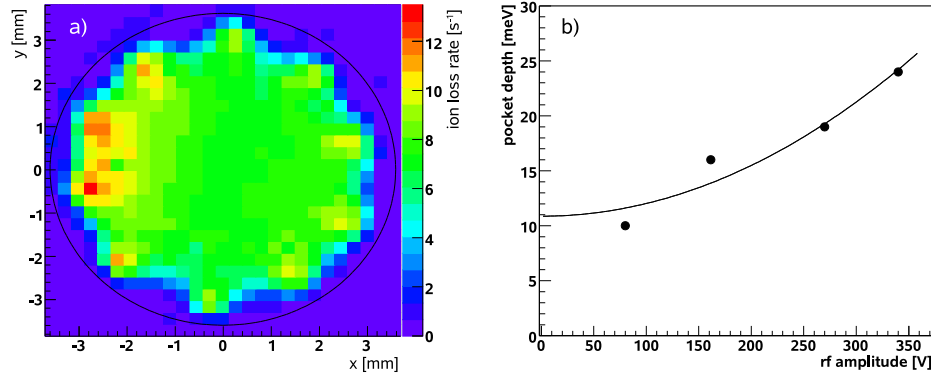 a)
y [mm]
3
2
1
0
-1
-2
-3
-3 -2 -1 0 1 2 3
x [mm]
ion loss rate [s⁻¹]
12
10
8
6
4
2
0
b)
pocket depth [meV]
30
25
20
15
10
5
0
0 50 100 150 200 250 300 350
rf amplitude [V]